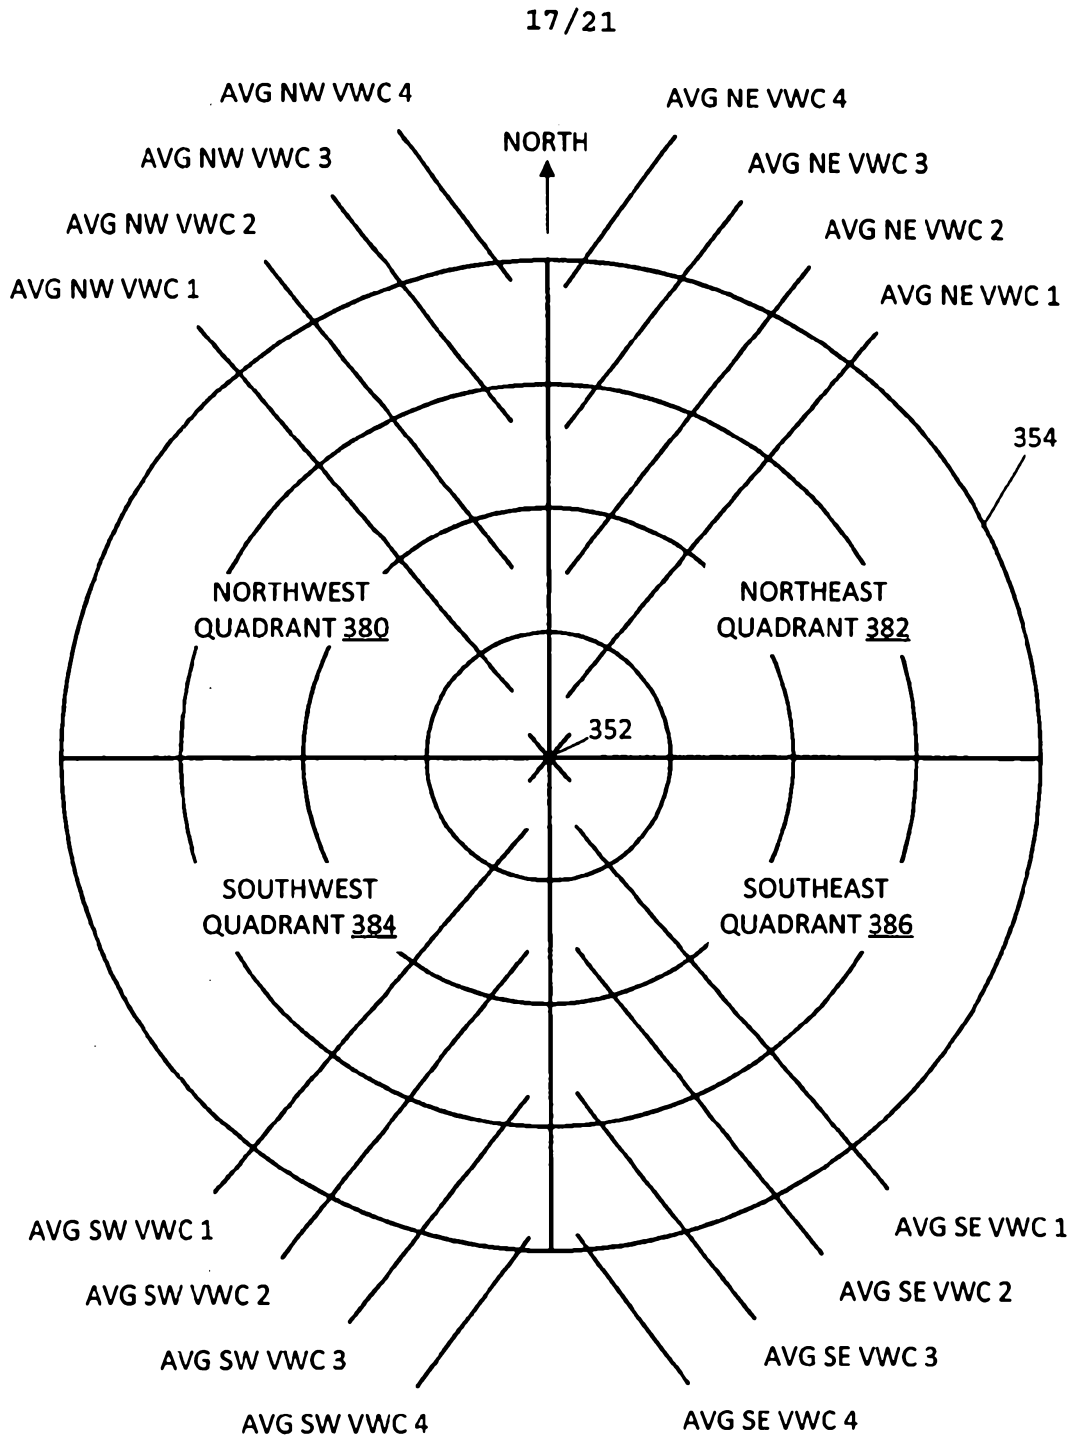 17/21
AVG NW VWC 4
AVG NE VWC 4
NORTH
AVG NW VWC 3
AVG NE VWC 3
AVG NW VWC 2
AVG NE VWC 2
AVG NW VWC 1
AVG NE VWC 1
354
NORTHWEST
QUADRANT 380
NORTHEAST
QUADRANT 382
352
SOUTHWEST
QUADRANT 384
SOUTHEAST
QUADRANT 386
AVG SW VWC 1
AVG SE VWC 1
AVG SW VWC 2
AVG SE VWC 2
AVG SW VWC 3
AVG SE VWC 3
AVG SW VWC 4
AVG SE VWC 4